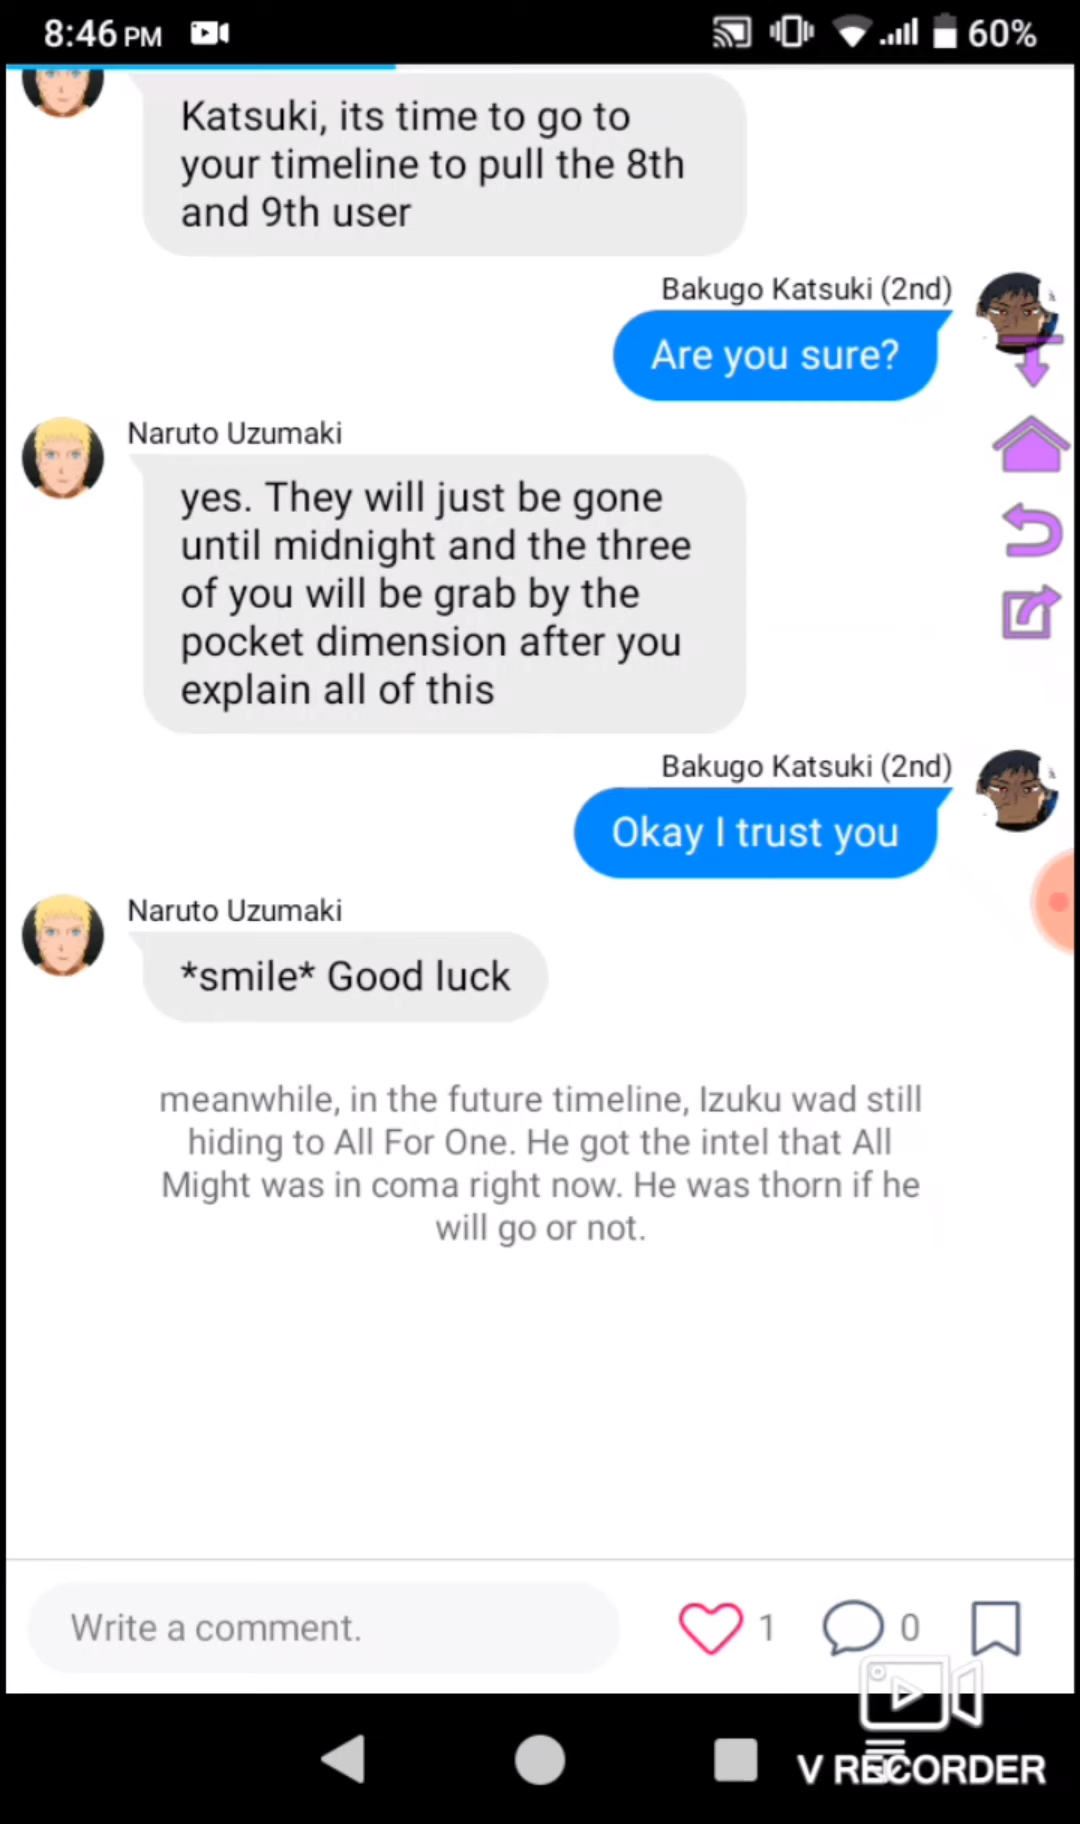 8:46 PM
60%
Katsuki, its time to go to
your timeline to pull the 8th
and 9th user
Bakugo Katsuki (2nd)
Are you sure?
Naruto Uzumaki
yes. They will just be gone
until midnight and the three
of you will be grab by the
pocket dimension after you
explain all of this
Bakugo Katsuki (2nd)
Okay I trust you
Naruto Uzumaki
*smile* Good luck
meanwhile, in the future timeline, Izuku wad still
hiding to All For One. He got the intel that All
Might was in coma right now. He was thorn if he
will go or not.
Write a comment.
1
0
V RECORDER